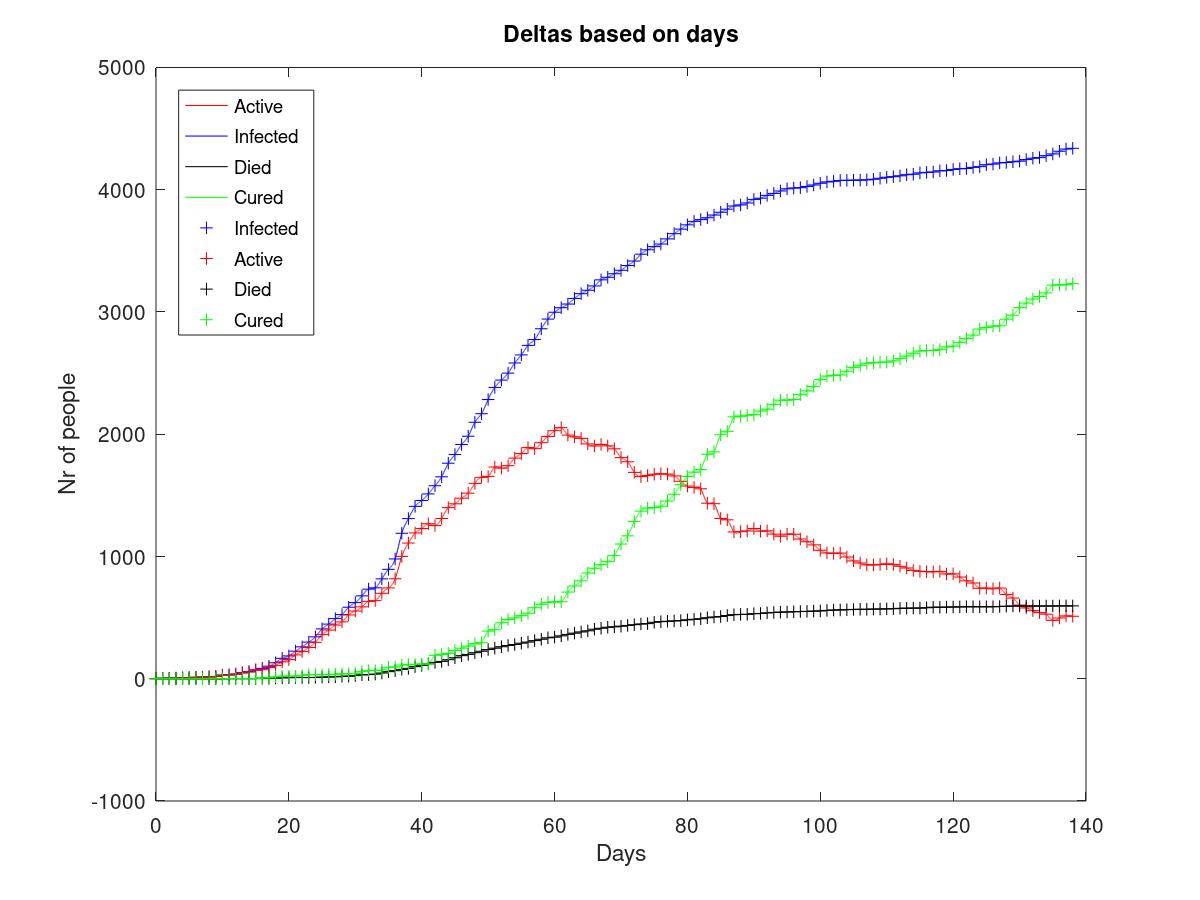 Deltas based on days
5000
4000
3000
2000
1000
0
-1000
Nr of people
Active
Infected
Died
Cured
Infected
Active
Died
Cured
0 20 40 60 80 100 120 140
Days